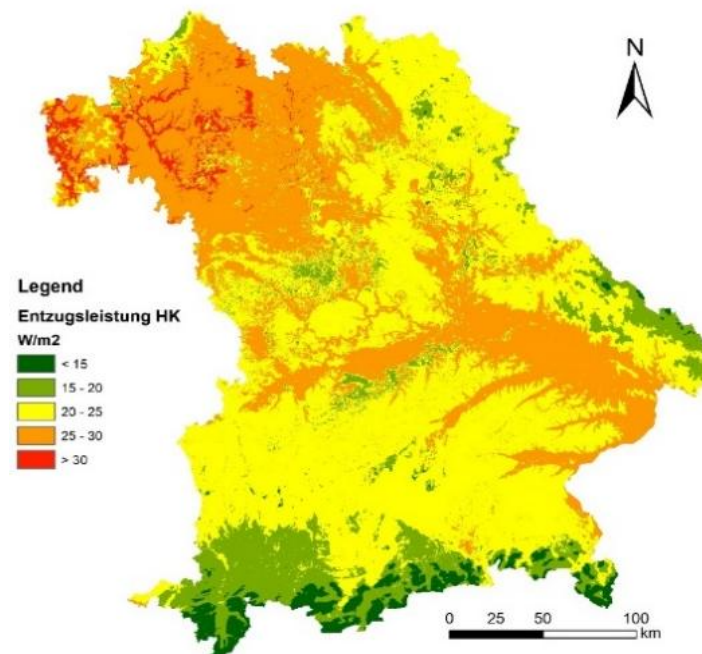 N
Legend
Entzugsleistung HK
W/m2
< 15
15 - 20
20 - 25
25 - 30
> 30
0 25 50 100
km